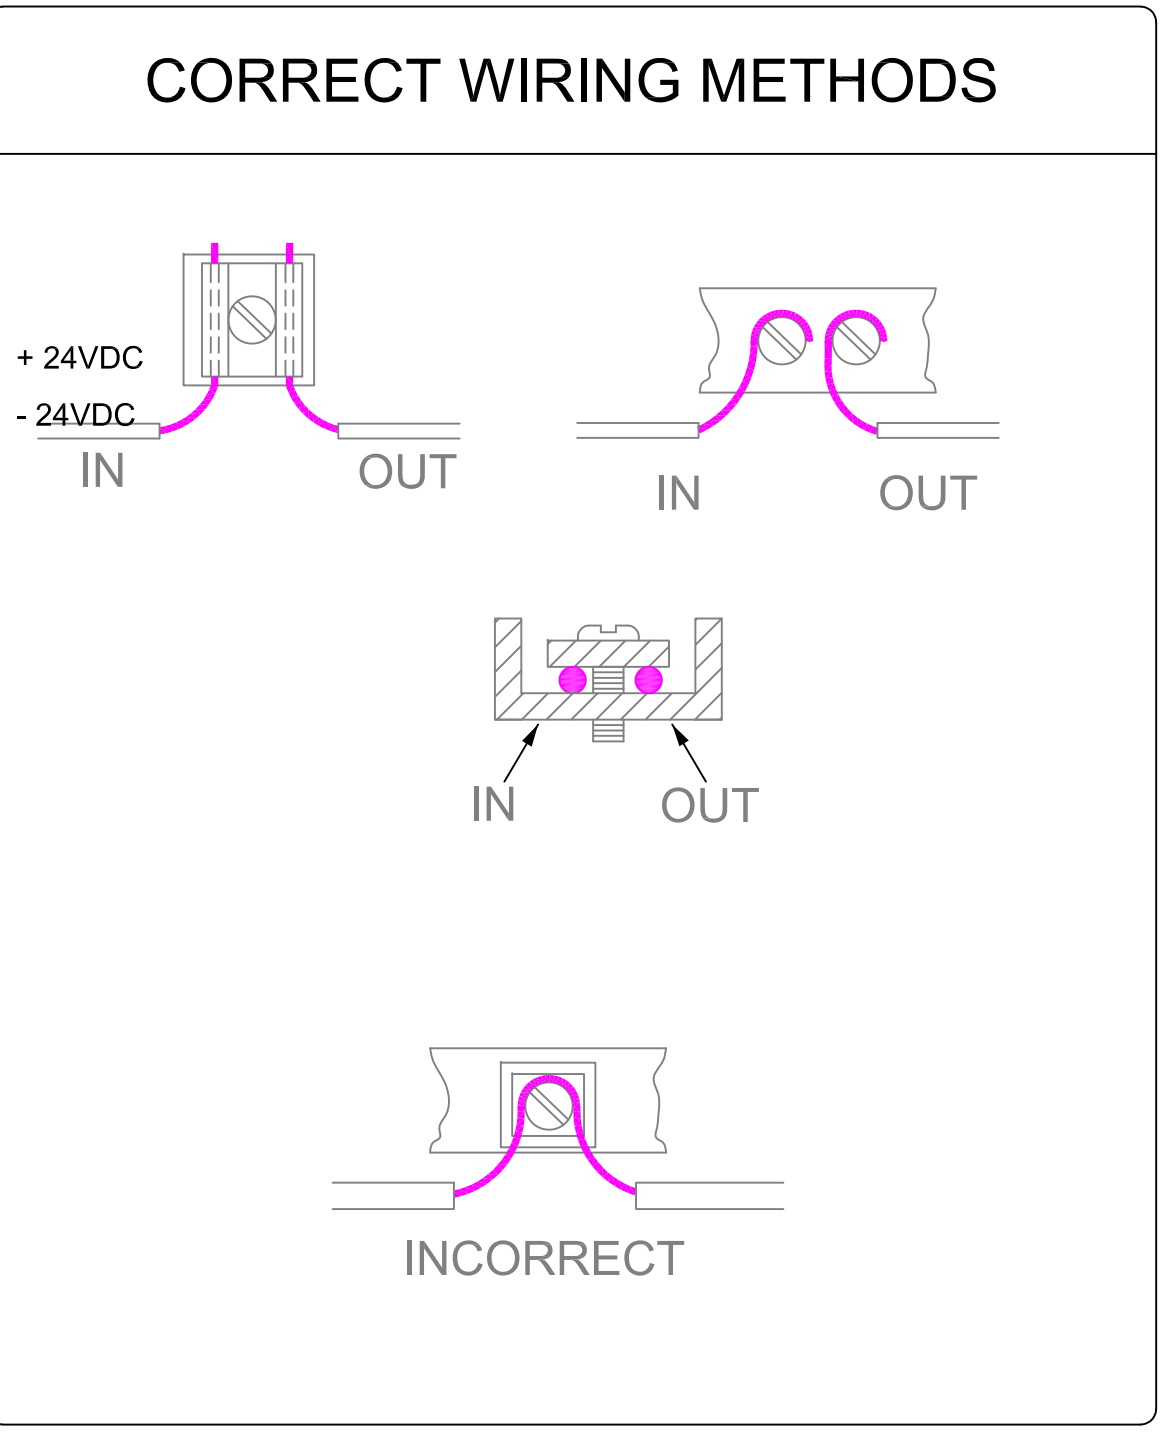 CORRECT WIRING METHODS
+ 24VDC
- 24VDC
IN
OUT
IN
OUT
IN
OUT
INCORRECT